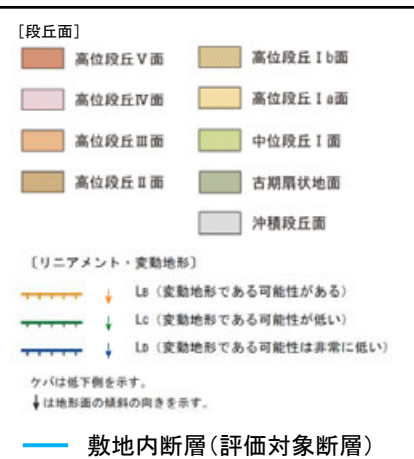 [段丘面]
高位段丘Ⅴ面
高位段丘Ⅰb面
高位段丘Ⅳ面
高位段丘Ⅰa面
高位段丘Ⅲ面
中位段丘Ⅰ面
高位段丘Ⅱ面
古期扇状地面
沖積段丘面
〔リニアメント・変動地形〕
LB（変動地形である可能性がある）
LC（変動地形である可能性が低い）
LD（変動地形である可能性は非常に低い）
ケバは低下側を示す。
↓は地形面の傾斜の向きを示す。
敷地内断層(評価対象断層)